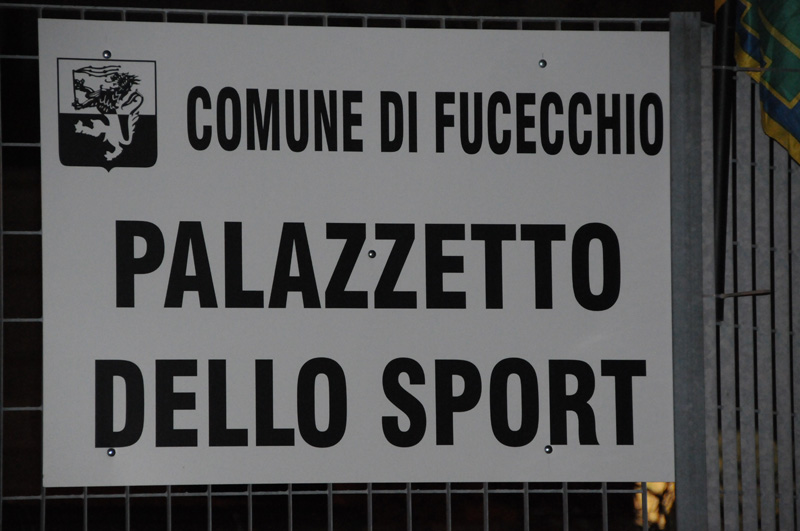 COMUNE DI FUCECCHIO
PALAZZETTO
DELLO SPORT